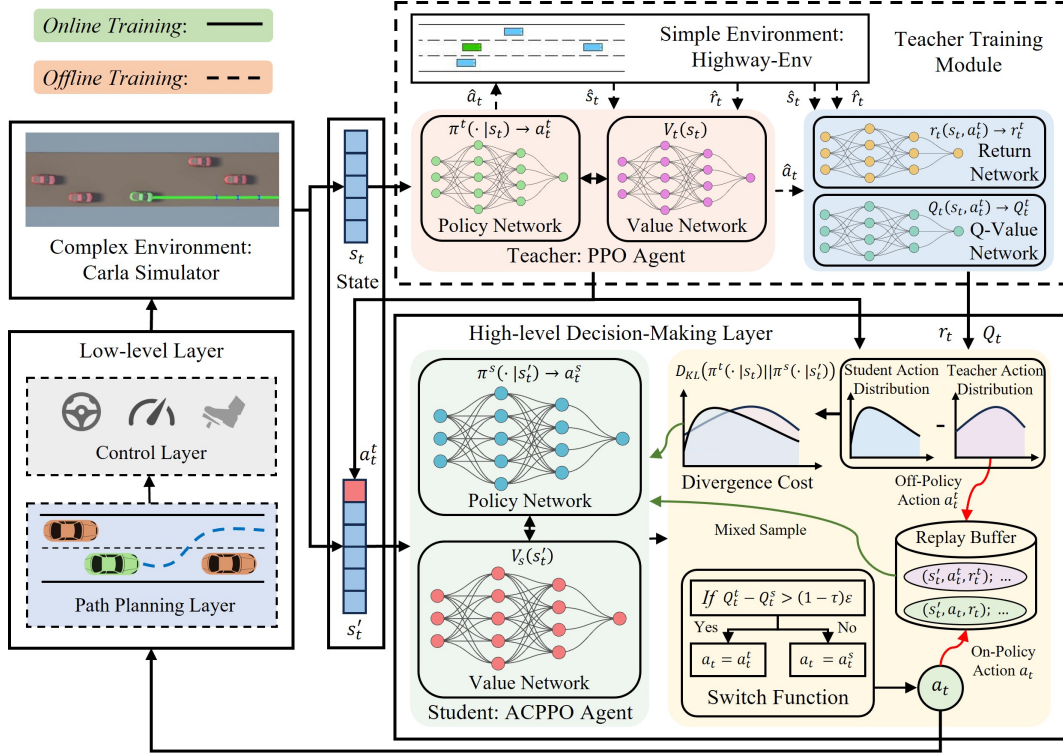 Online Training:
Offline Training:
Simple Environment:
Highway-Env
Teacher Training
Module
â_t
ŝ_t
r̂_t
ŝ_t
r̂_t
π^t(· |s_t) → a_t^t
Policy Network
V_t(s_t)
Value Network
Teacher: PPO Agent
â_t
r_t(s_t, a_t^t) → r_t^t
Return
Network
Q_t(s_t, a_t^t) → Q_t^t
Q-Value
Network
Complex Environment:
Carla Simulator
s_t
State
Low-level Layer
Control Layer
Path Planning Layer
a_t^t
s_t'
High-level Decision-Making Layer
r_t
Q_t
π^s(· |s_t') → a_t^s
Policy Network
V_s(s_t')
Value Network
Student: ACPPO Agent
D_KL(π^t(· |s_t)||π^s(· |s_t'))
Divergence Cost
Student Action
Distribution
-
Teacher Action
Distribution
Off-Policy
Action a_t^t
Mixed Sample
Replay Buffer
(s_t', a_t^t, r_t^t); ...
(s_t', a_t, r_t); ...
If Q_t^t − Q_t^s > (1 − τ)ε
Yes
No
a_t = a_t^t
a_t = a_t^s
Switch Function
On-Policy
Action a_t
a_t